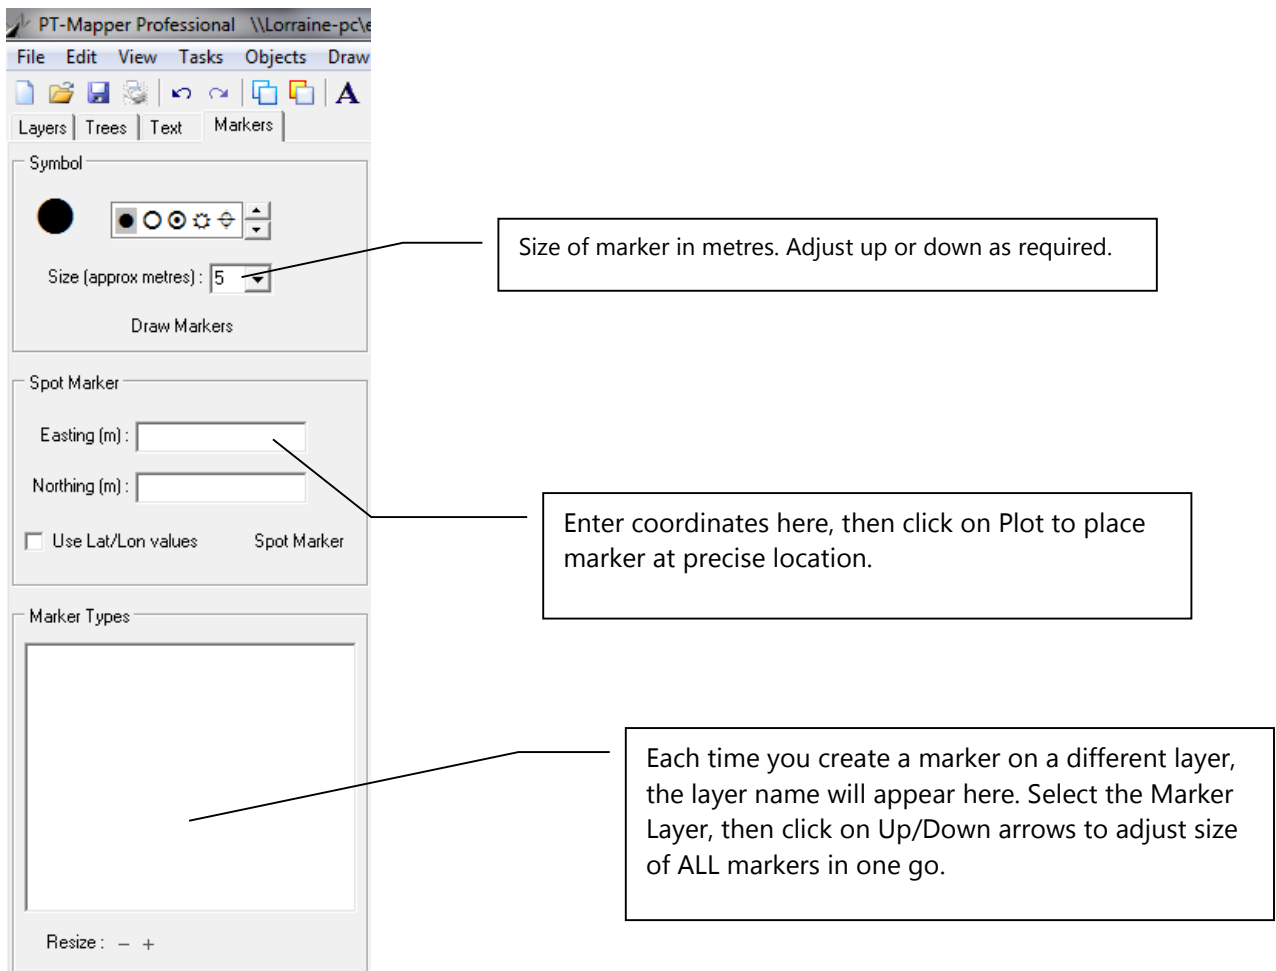 PT-Mapper Professional \\Lorraine-pc\e
File Edit View Tasks Objects Draw
A
Layers Trees Text Markers
Symbol
Size (approx metres) : 5
Draw Markers
Size of marker in metres. Adjust up or down as required.
Spot Marker
Easting (m) :
Northing (m) :
Use Lat/Lon values Spot Marker
Enter coordinates here, then click on Plot to place
marker at precise location.
Marker Types
Each time you create a marker on a different layer,
the layer name will appear here. Select the Marker
Layer, then click on Up/Down arrows to adjust size
of ALL markers in one go.
Resize : – +